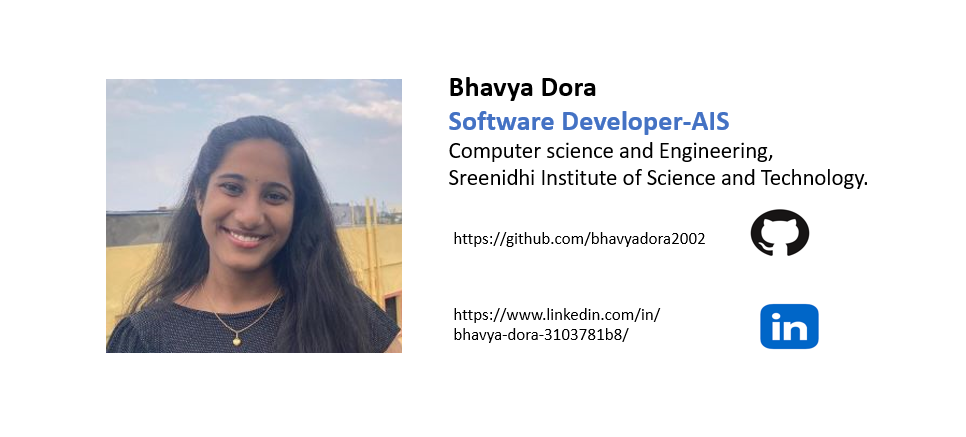 Bhavya Dora
Software Developer-AIS
Computer science and Engineering,
Sreenidhi Institute of Science and Technology.
https://github.com/bhavyadora2002
https://www.linkedin.com/in/
bhavya-dora-3103781b8/
in